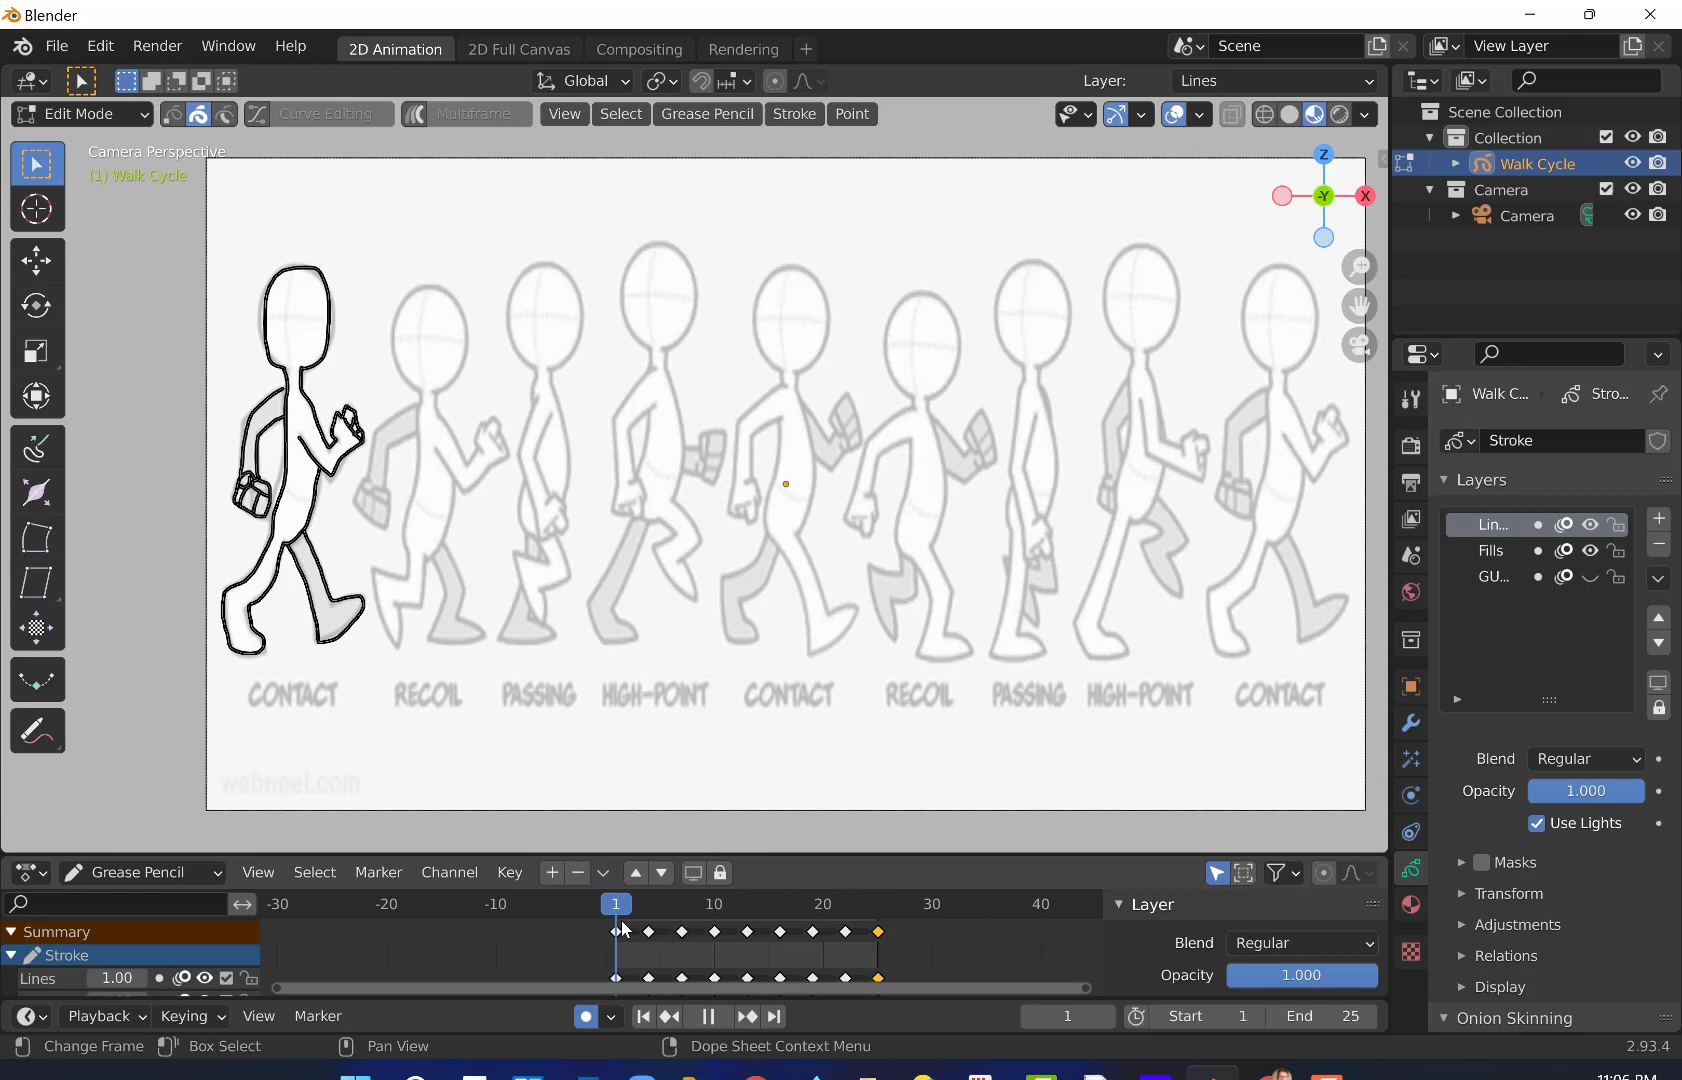 Blender
File Edit Render Window Help 2D Animation 2D Full Canvas Compositing Rendering Scene View Layer
Global Layer: Lines
Edit Mode Curve Editing Multiframe View Select Grease Pencil Stroke Point
Scene Collection
Collection
Walk Cycle
Camera
Camera
Camera Perspective
(1) Walk Cycle
Z
-Y X
CONTACT RECOIL PASSING HIGH-POINT CONTACT RECOIL PASSING HIGH-POINT CONTACT
webneel.com
Walk C... Stro...
Stroke
Layers
Lin...
Fills
GU...
Blend Regular
Opacity 1.000
Use Lights
Masks
Transform
Adjustments
Relations
Display
Onion Skinning
Grease Pencil View Select Marker Channel Key
-30 -20 -10 1 10 20 30 40
Layer
Summary
Stroke
Lines 1.00
Blend Regular
Opacity 1.000
Playback Keying View Marker 1 Start 1 End 25
Change Frame Box Select Pan View Dope Sheet Context Menu 2.93.4
11:06 PM